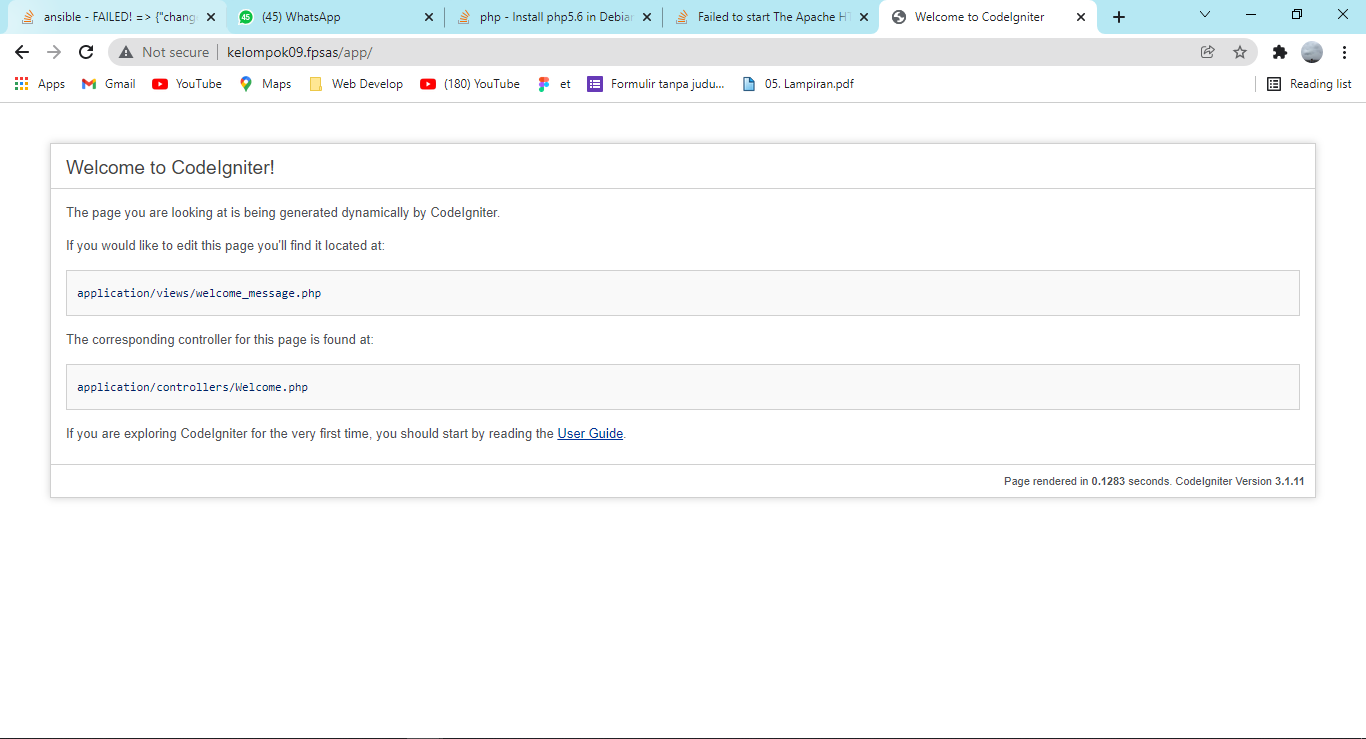 ansible - FAILED! => {"chang
(45) WhatsApp
php - Install php5.6 in Debian
Failed to start The Apache HT
Welcome to CodeIgniter
Not secure
kelompok09.fpsas/app/
Apps
Gmail
YouTube
Maps
Web Develop
(180) YouTube
et
Formulir tanpa judu...
05. Lampiran.pdf
Reading list
Welcome to CodeIgniter!
The page you are looking at is being generated dynamically by CodeIgniter.
If you would like to edit this page you'll find it located at:
application/views/welcome_message.php
The corresponding controller for this page is found at:
application/controllers/Welcome.php
If you are exploring CodeIgniter for the very first time, you should start by reading the User Guide.
Page rendered in 0.1283 seconds. CodeIgniter Version 3.1.11